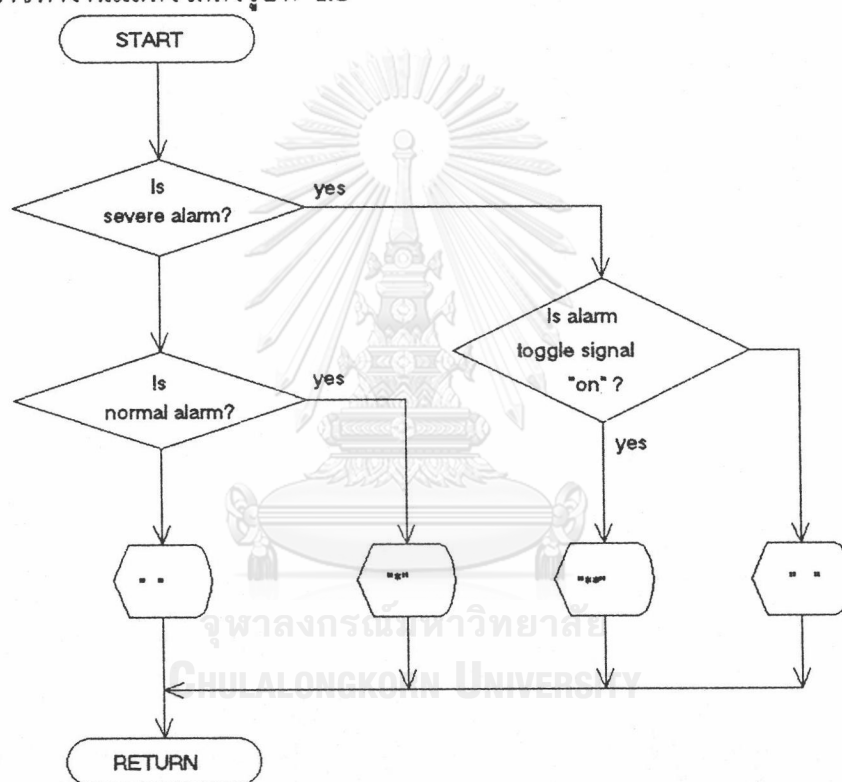 START
Is
severe alarm?
yes
Is alarm
toggle signal
"on" ?
Is
normal alarm?
yes
yes
" "
"*"
"**"
" "
จุฬาลงกรณ์มหาวิทยาลัย
CHULALONGKORN UNIVERSITY
RETURN